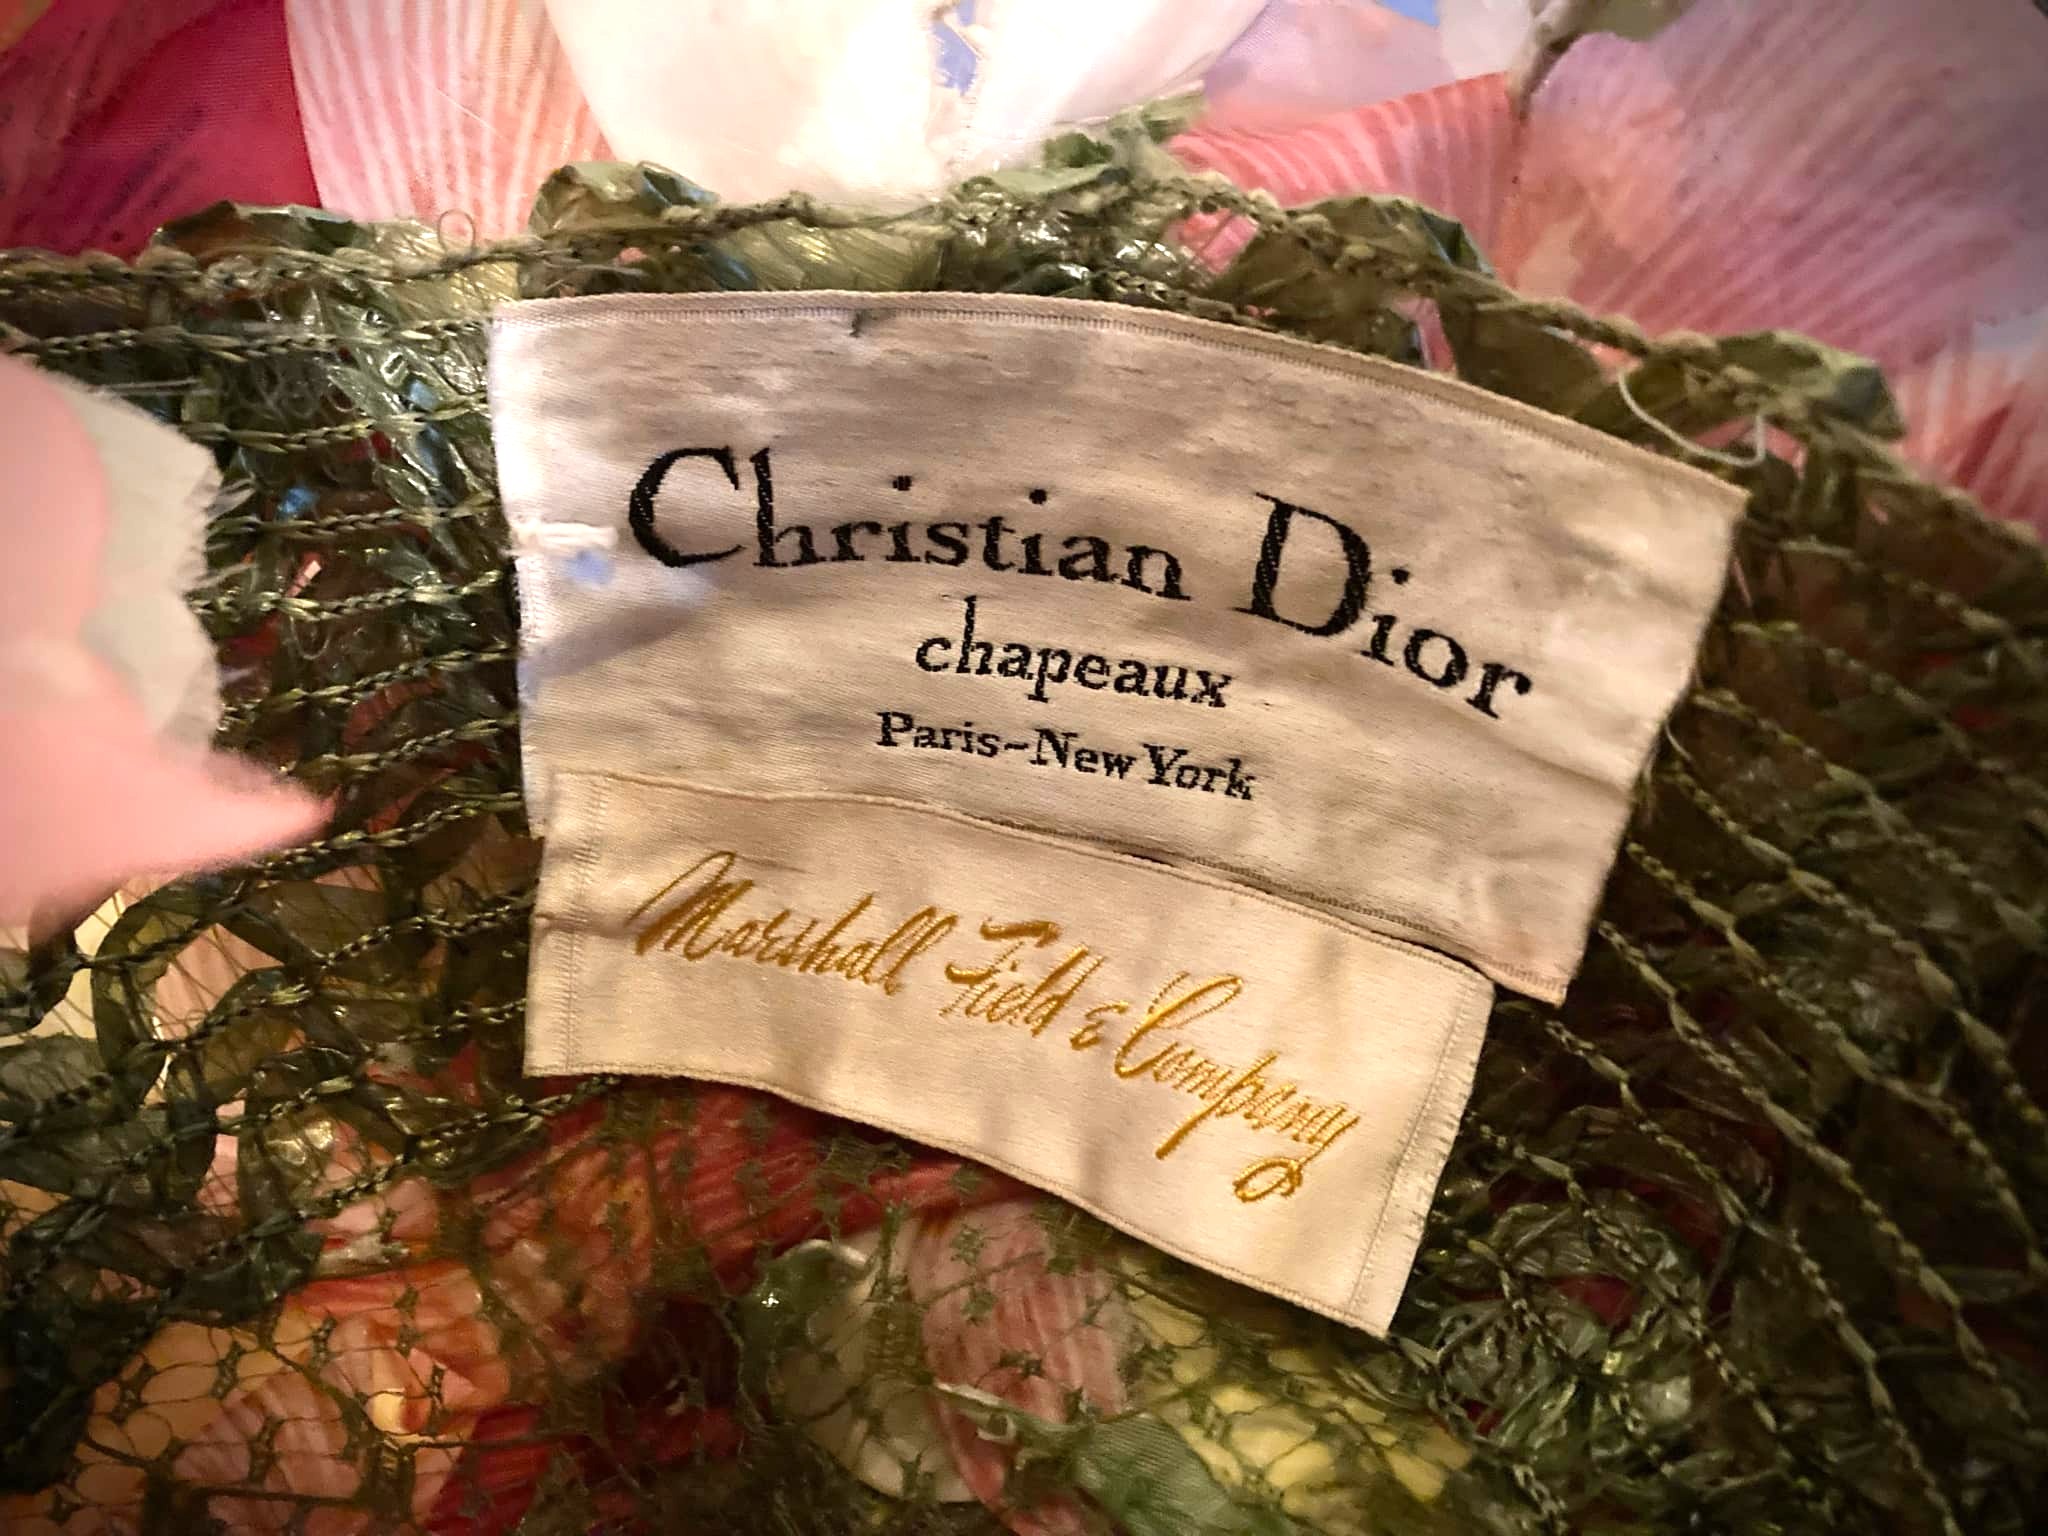 Christian Dior
chapeaux
Paris~New York
Marshall Field & Company